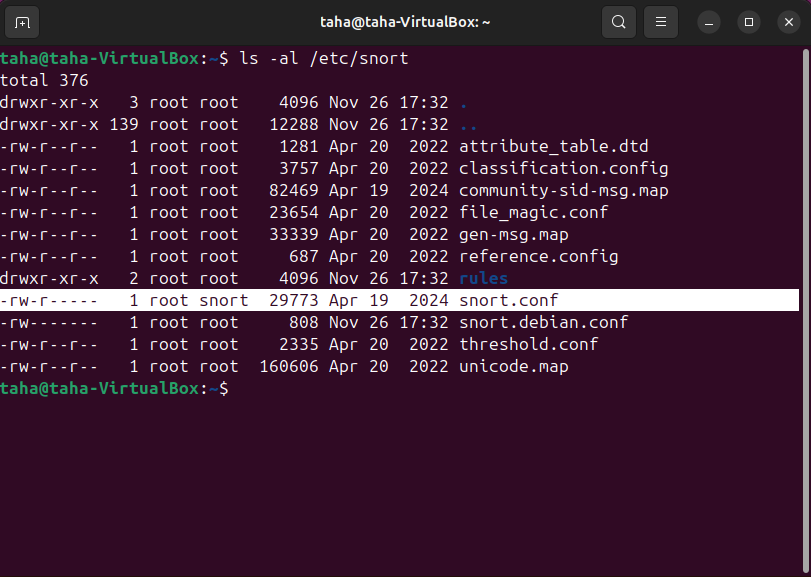 taha@taha-VirtualBox: ~
taha@taha-VirtualBox:~$ ls -al /etc/snort
total 376
drwxr-xr-x   3 root root    4096 Nov 26 17:32 .
drwxr-xr-x 139 root root   12288 Nov 26 17:32 ..
-rw-r--r--   1 root root    1281 Apr 20  2022 attribute_table.dtd
-rw-r--r--   1 root root    3757 Apr 20  2022 classification.config
-rw-r--r--   1 root root   82469 Apr 19  2024 community-sid-msg.map
-rw-r--r--   1 root root   23654 Apr 20  2022 file_magic.conf
-rw-r--r--   1 root root   33339 Apr 20  2022 gen-msg.map
-rw-r--r--   1 root root     687 Apr 20  2022 reference.config
drwxr-xr-x   2 root root    4096 Nov 26 17:32 rules
-rw-r-----   1 root snort  29773 Apr 19  2024 snort.conf
-rw-------   1 root root     808 Nov 26 17:32 snort.debian.conf
-rw-r--r--   1 root root    2335 Apr 20  2022 threshold.conf
-rw-r--r--   1 root root  160606 Apr 20  2022 unicode.map
taha@taha-VirtualBox:~$